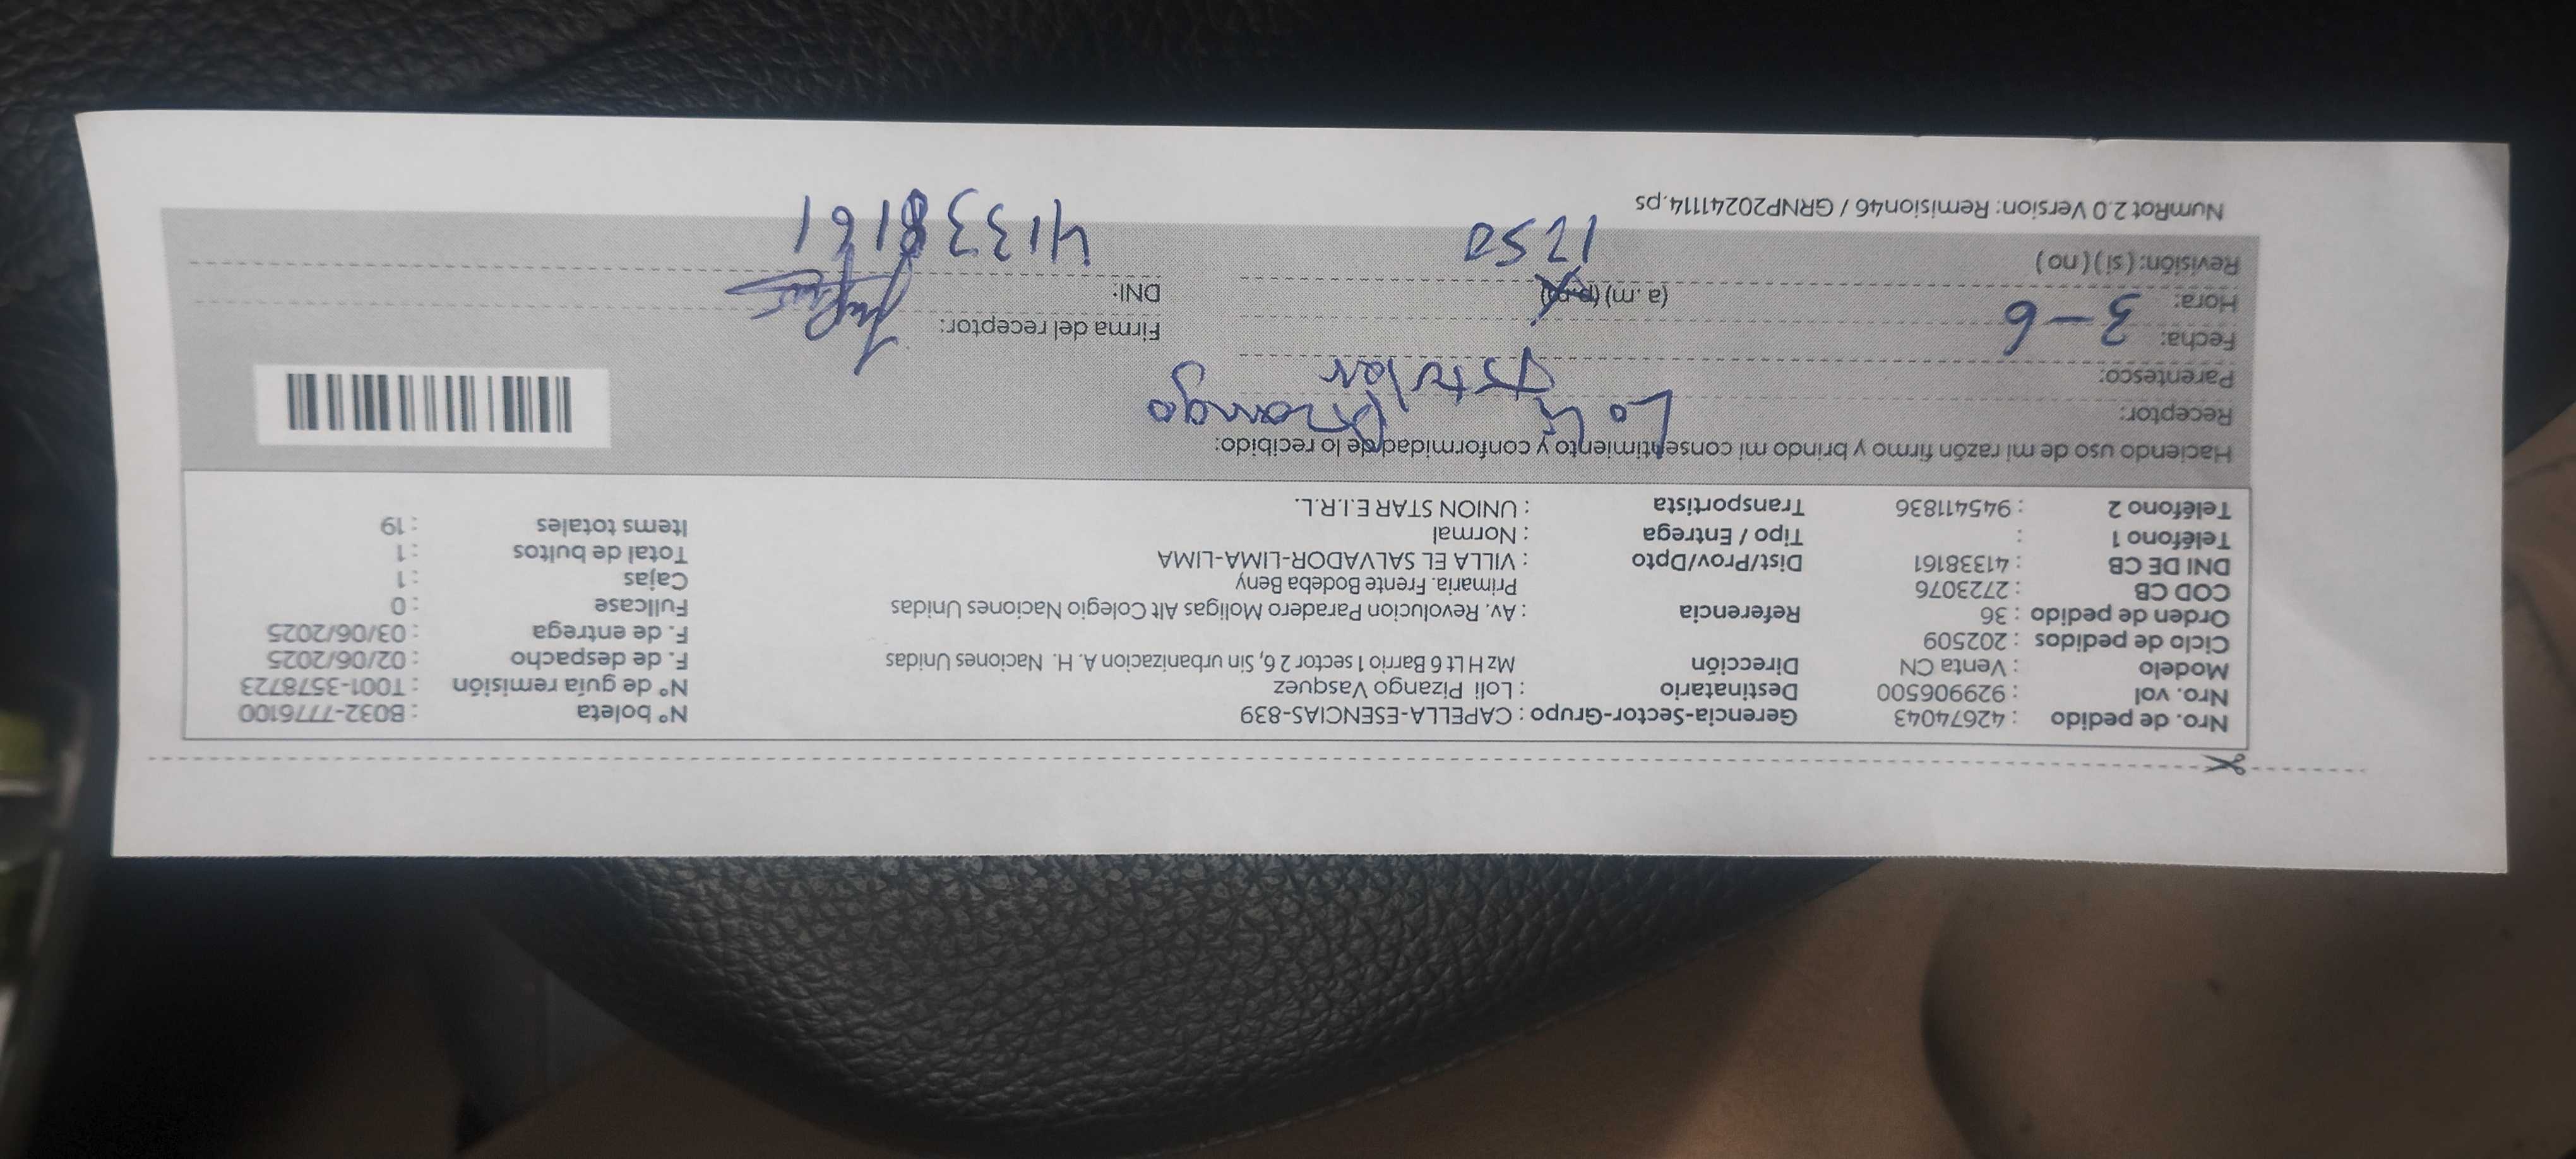 Nro. de pedido : 42674043 Gerencia-Sector-Grupo : CAPELLA-ESENCIAS-839 N° boleta : B032-7776100
Nro. vol : 929906500 Destinatario : Loli Pizango Vasquez N° de guía remisión : T001-3578723
Modelo : Venta CN Dirección Mz H Lt 6 Barrio 1 sector 2 6, Sin urbanizacion A. H. Naciones Unidas F. de despacho : 02/06/2025
Ciclo de pedidos : 202509 F. de entrega : 03/06/2025
Orden de pedido : 36 Referencia : Av. Revolucion Paradero Moligas Alt Colegio Naciones Unidas Fullcase : 0
COD CB : 2723076 Primaria. Frente Bodeba Beny Cajas : 1
DNI DE CB : 41338161 Dist/Prov/Dpto : VILLA EL SALVADOR-LIMA-LIMA Total de bultos : 1
Teléfono 1 : Tipo / Entrega : Normal Items totales : 19
Teléfono 2 : 945411836 Transportista : UNION STAR E.I.R.L.
Haciendo uso de mi razón firmo y brindo mi consentimiento y conformidad de lo recibido:
Receptor: Loli Pizango
Parentesco: titular
Fecha: 3-6 Firma del receptor:
Hora: (a.m) (p.m) DNI: 41338161
Revisión: ( si ) ( no ) 1250
NumRot 2.0 Version: Remision46 / GRNP20241114.ps